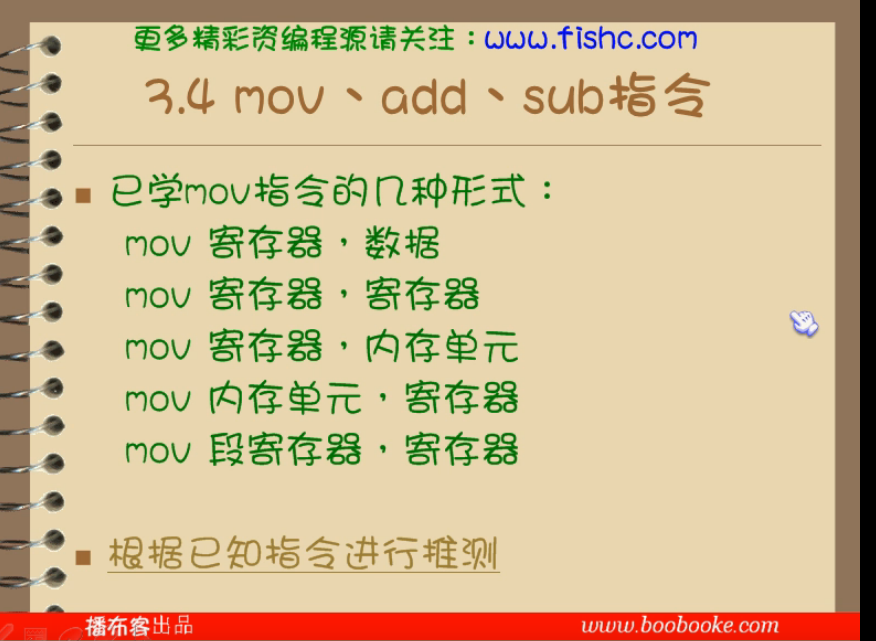 更多精彩资编程源请关注：www.fishc.com
3.4 mov、add、sub指令
已学mov指令的几种形式：
mov 寄存器，数据
mov 寄存器，寄存器
mov 寄存器，内存单元
mov 内存单元，寄存器
mov 段寄存器，寄存器
根据已知指令进行推测
播布客出品 www.boobooke.com